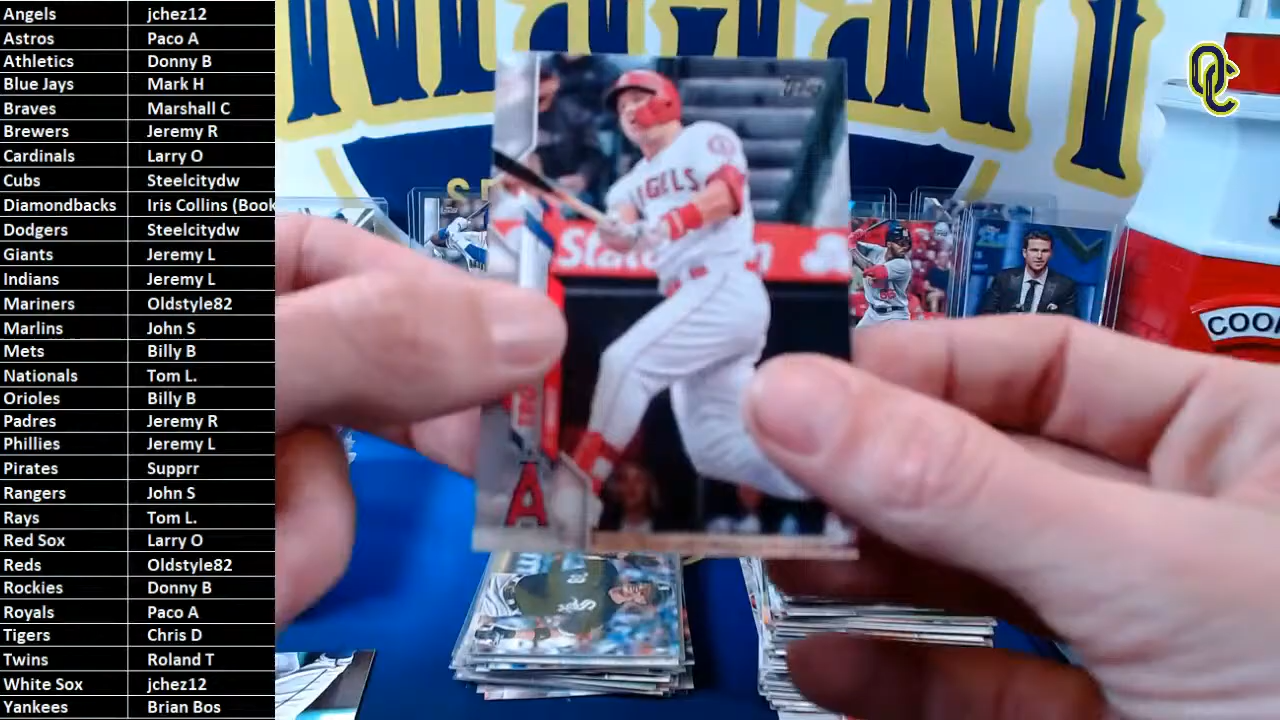 Angels jchez12
Astros Paco A
Athletics Donny B
Blue Jays Mark H
Braves Marshall C
Brewers Jeremy R
Cardinals Larry O
Cubs Steelcitydw
Diamondbacks Iris Collins (Book
Dodgers Steelcitydw
Giants Jeremy L
Indians Jeremy L
Mariners Oldstyle82
Marlins John S
Mets Billy B
Nationals Tom L.
Orioles Billy B
Padres Jeremy R
Phillies Jeremy L
Pirates Supprr
Rangers John S
Rays Tom L.
Red Sox Larry O
Reds Oldstyle82
Rockies Donny B
Royals Paco A
Tigers Chris D
Twins Roland T
White Sox jchez12
Yankees Brian Bos
OC
Topps
ANGELS
A
COO